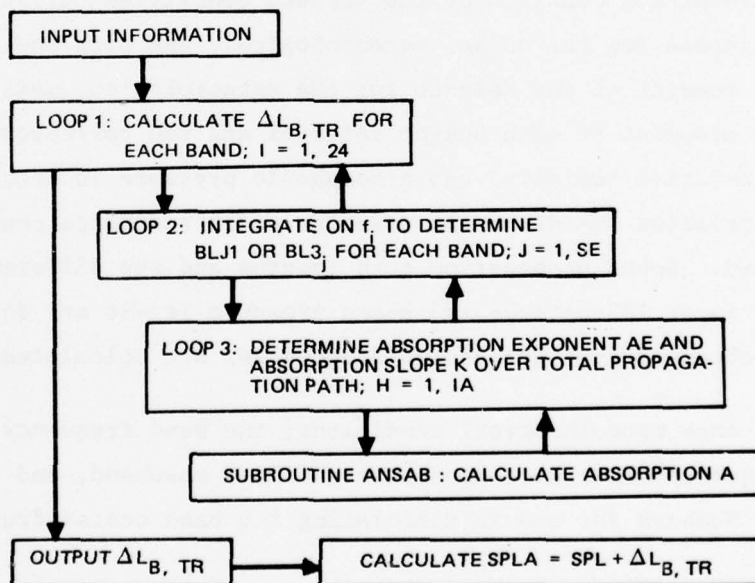 INPUT INFORMATION
LOOP 1: CALCULATE ΔL_B, TR FOR
EACH BAND; I = 1, 24
LOOP 2: INTEGRATE ON f_j TO DETERMINE
BLJ1 OR BL3, FOR EACH BAND; J = 1, SE
LOOP 3: DETERMINE ABSORPTION EXPONENT AE AND
ABSORPTION SLOPE K OVER TOTAL PROPAGA-
TION PATH; H = 1, IA
SUBROUTINE ANSAB : CALCULATE ABSORPTION A
OUTPUT ΔL_B, TR
CALCULATE SPLA = SPL + ΔL_B, TR